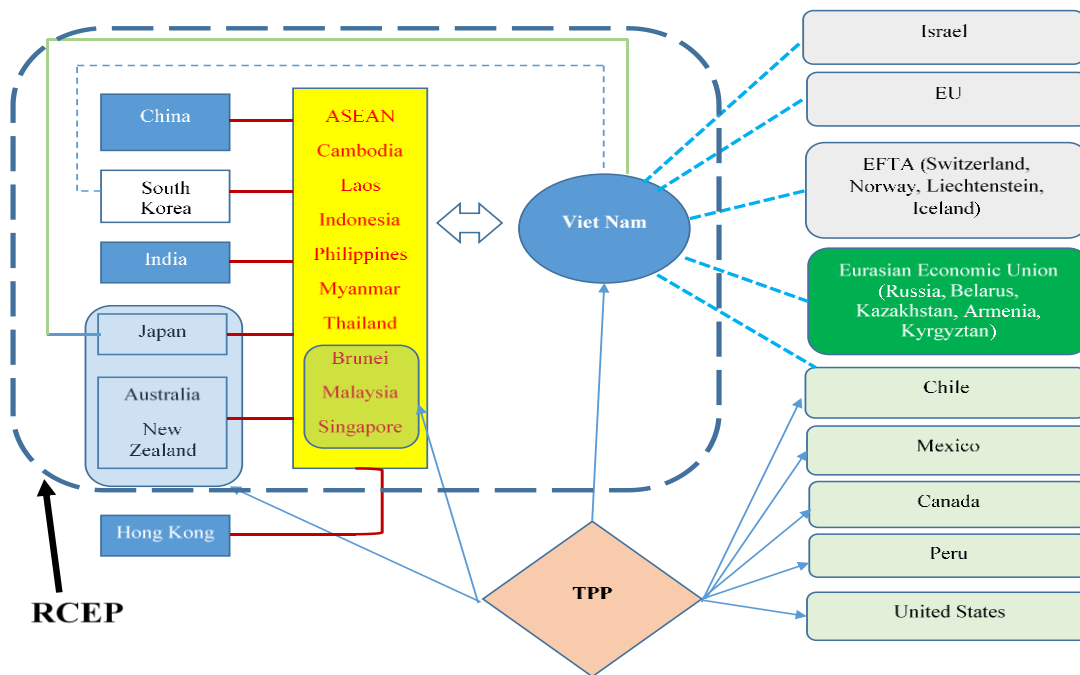 China
South
Korea
India
Japan
Australia
New
Zealand
Hong Kong
RCEP
ASEAN
Cambodia
Laos
Indonesia
Philippines
Myanmar
Thailand
Brunei
Malaysia
Singapore
Viet Nam
TPP
Israel
EU
EFTA (Switzerland,
Norway, Liechtenstein,
Iceland)
Eurasian Economic Union
(Russia, Belarus,
Kazakhstan, Armenia,
Kyrgyztan)
Chile
Mexico
Canada
Peru
United States